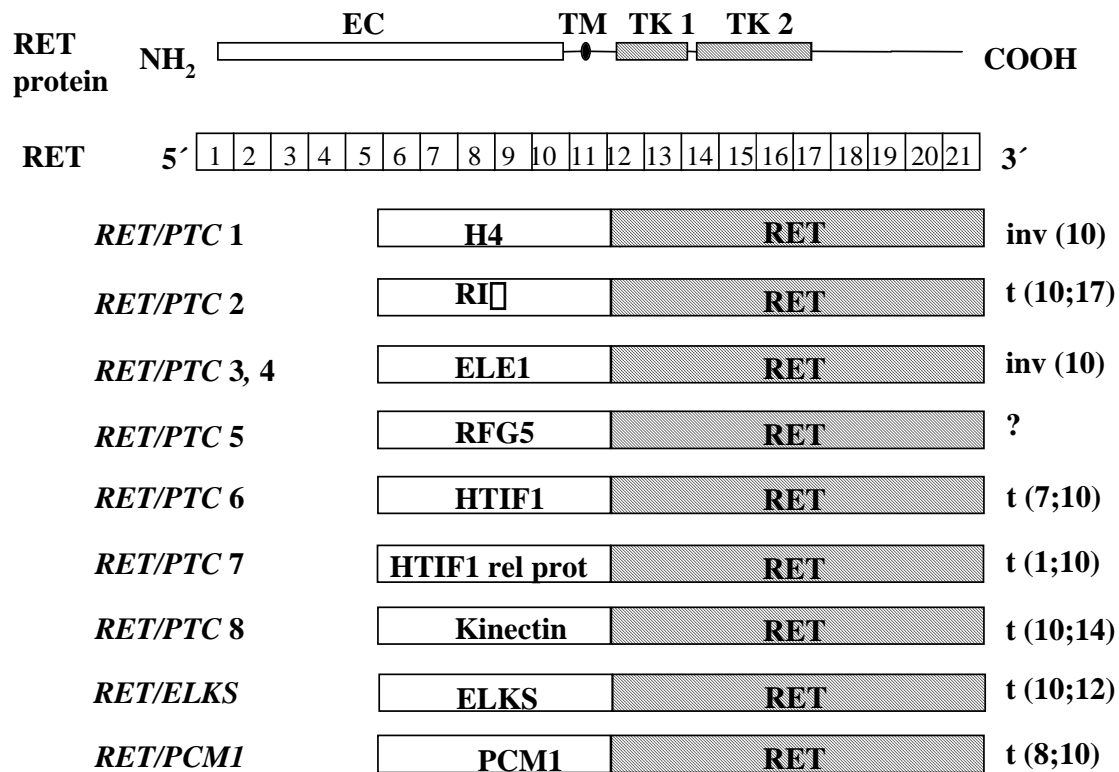 EC TM TK 1 TK 2
RET protein NH2 COOH
RET 5´ 1 2 3 4 5 6 7 8 9 10 11 12 13 14 15 16 17 18 19 20 21 3´
RET/PTC 1 H4 RET inv (10)
RET/PTC 2 RI▯ RET t (10;17)
RET/PTC 3, 4 ELE1 RET inv (10)
RET/PTC 5 RFG5 RET ?
RET/PTC 6 HTIF1 RET t (7;10)
RET/PTC 7 HTIF1 rel prot RET t (1;10)
RET/PTC 8 Kinectin RET t (10;14)
RET/ELKS ELKS RET t (10;12)
RET/PCM1 PCM1 RET t (8;10)